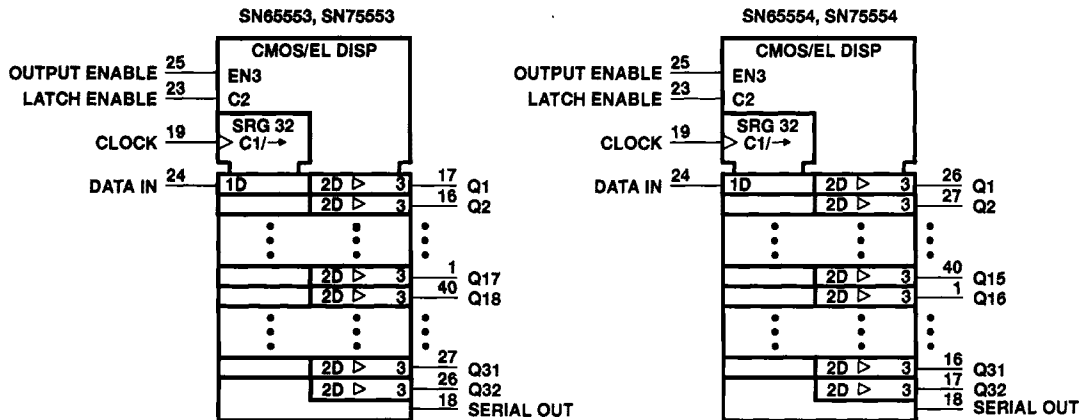 SN65553, SN75553
CMOS/EL DISP
OUTPUT ENABLE 25 EN3
LATCH ENABLE 23 C2
SRG 32
CLOCK 19 C1/→
DATA IN 24 1D 2D ▷ 3 17 Q1
2D ▷ 3 16 Q2
2D ▷ 3 1 Q17
2D ▷ 3 40 Q18
2D ▷ 3 27 Q31
2D ▷ 3 26 Q32
18 SERIAL OUT
SN65554, SN75554
CMOS/EL DISP
OUTPUT ENABLE 25 EN3
LATCH ENABLE 23 C2
SRG 32
CLOCK 19 C1/→
DATA IN 24 1D 2D ▷ 3 26 Q1
2D ▷ 3 27 Q2
2D ▷ 3 40 Q15
2D ▷ 3 1 Q16
2D ▷ 3 16 Q31
2D ▷ 3 17 Q32
18 SERIAL OUT